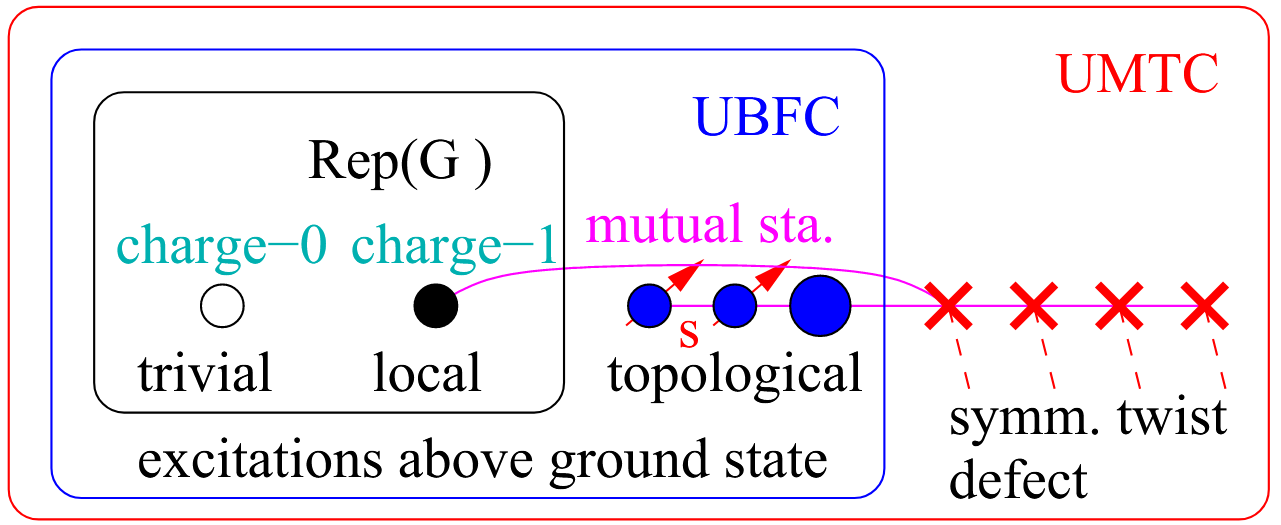 UMTC
UBFC
Rep(G )
mutual sta.
charge−0 charge−1
s
trivial local topological
symm. twist
defect
excitations above ground state